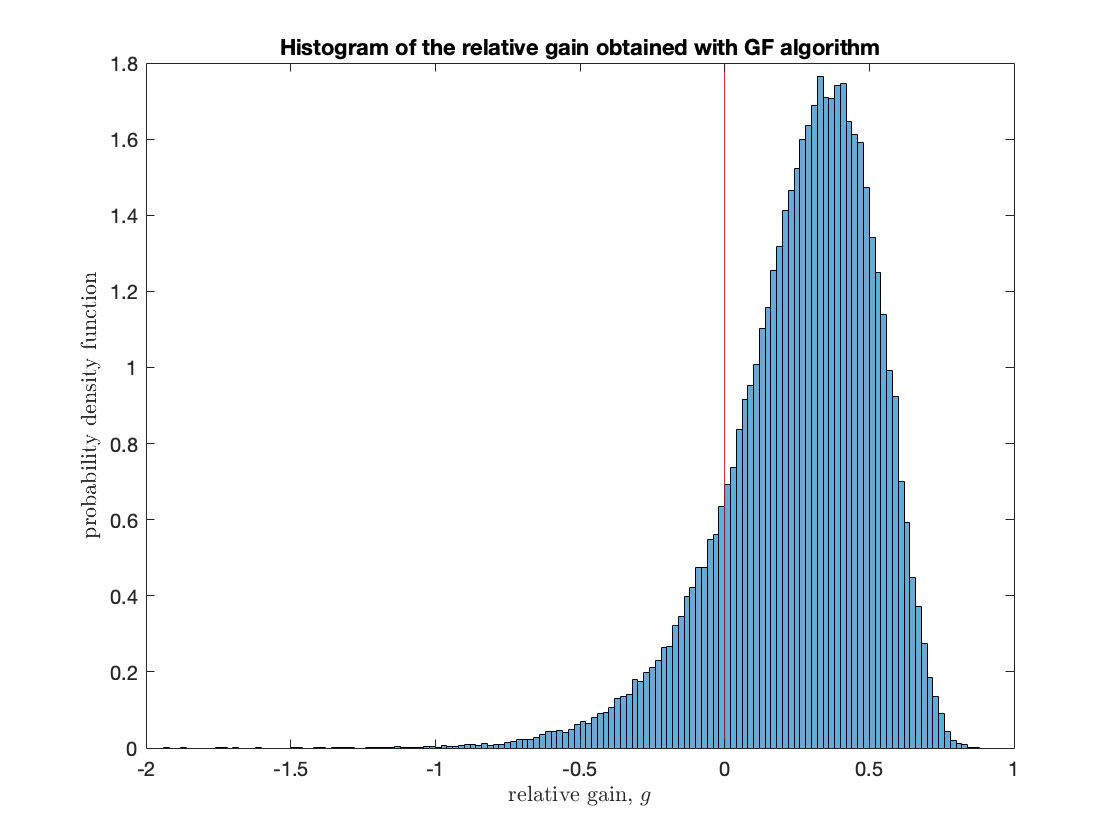 Histogram of the relative gain obtained with GF algorithm
1.8
1.6
1.4
1.2
1
0.8
0.6
0.4
0.2
0
probability density function
-2 -1.5 -1 -0.5 0 0.5 1
relative gain, g